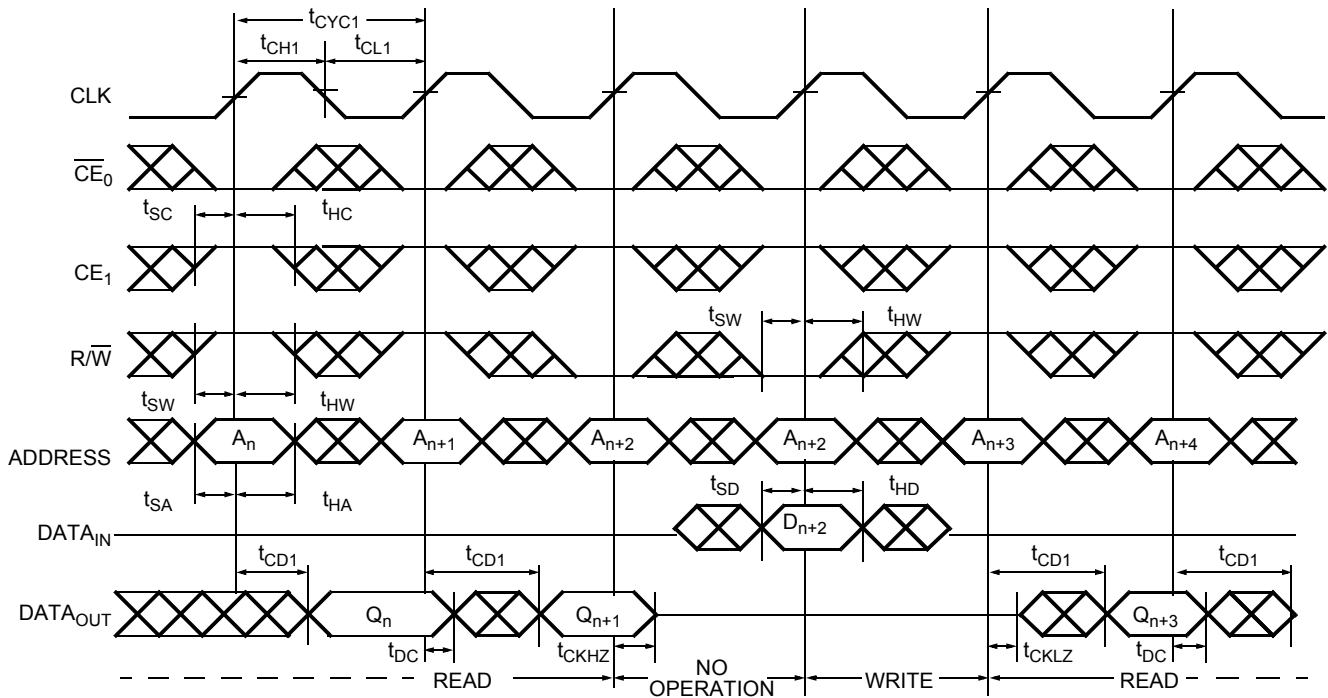 tCYC1
tCH1 tCL1
CLK
CE0
tSC tHC
CE1
tSW tHW
R/W
tSW tHW
An An+1 An+2 An+2 An+3 An+4
ADDRESS
tSA tHA tSD tHD
DATAIN Dn+2
tCD1 tCD1 tCD1 tCD1
DATAOUT Qn Qn+1 Qn+3
tDC tCKHZ tCKLZ tDC
READ NO OPERATION WRITE READ